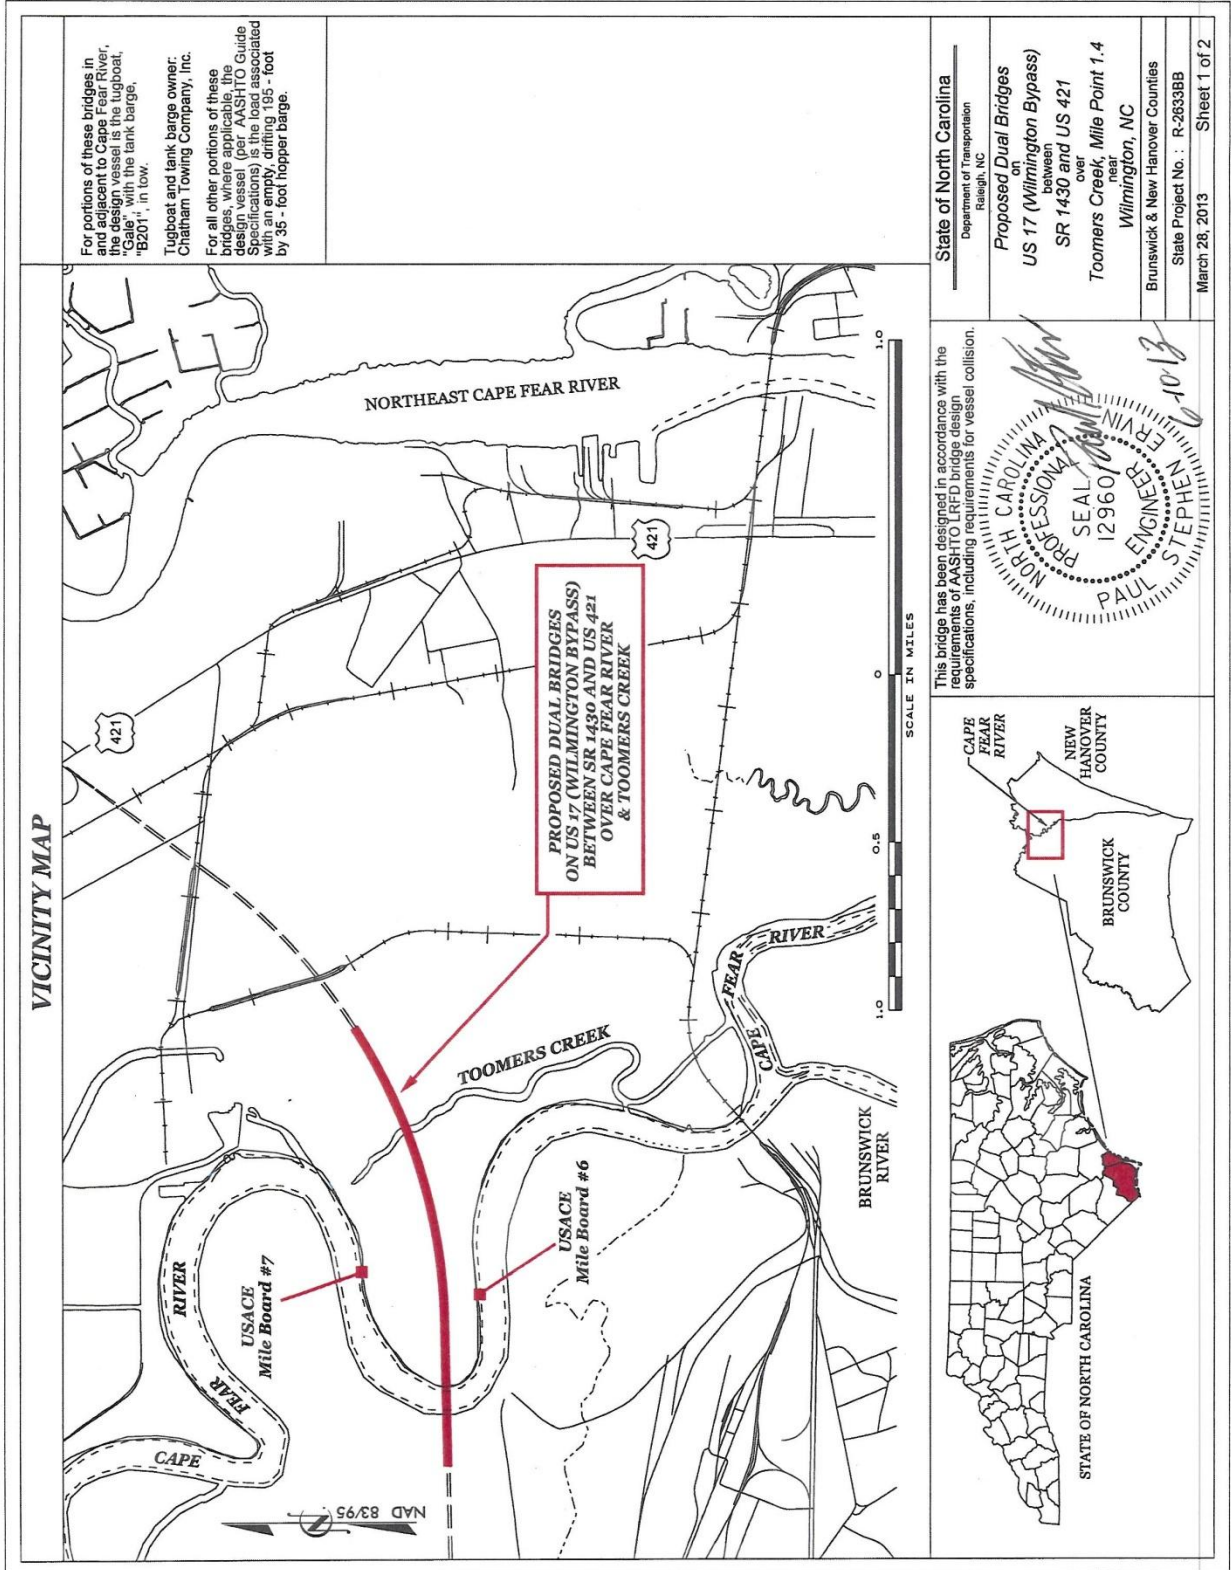 VICINITY MAP
421
421
NORTHEAST CAPE FEAR RIVER
PROPOSED DUAL BRIDGES
ON US 17 (WILMINGTON BYPASS)
BETWEEN SR 1430 AND US 421
OVER CAPE FEAR RIVER
& TOOMERS CREEK
TOOMERS CREEK
CAPE FEAR RIVER
USACE
Mile Board #7
USACE
Mile Board #6
CAPE FEAR RIVER
BRUNSWICK
RIVER
NAD 83/95
1.0
0.5
0
1.0
SCALE IN MILES
For portions of these bridges in
and adjacent to Cape Fear River,
the design vessel is the tugboat,
"Gale", with the tank barge,
"B201", in tow.
Tugboat and tank barge owner:
Chatham Towing Company, Inc.
For all other portions of these
bridges, where applicable, the
design vessel (per AASHTO Guide
Specifications) is the load associated
with an empty, drifting 195 - foot
by 35 - foot hopper barge.
STATE OF NORTH CAROLINA
CAPE
FEAR
RIVER
NEW
HANOVER
COUNTY
BRUNSWICK
COUNTY
This bridge has been designed in accordance with the
requirements of AASHTO LRFD bridge design
specifications, including requirements for vessel collision.
NORTH CAROLINA
PROFESSIONAL
SEAL
12960
ENGINEER
PAUL STEPHEN ERVIN
6-10-13
State of North Carolina
Department of Transportaion
Raleigh, NC
Proposed Dual Bridges
on
US 17 (Wilmington Bypass)
between
SR 1430 and US 421
over
Toomers Creek, Mile Point 1.4
near
Wilmington, NC
Brunswick & New Hanover Counties
State Project No. : R-2633BB
March 28, 2013 Sheet 1 of 2